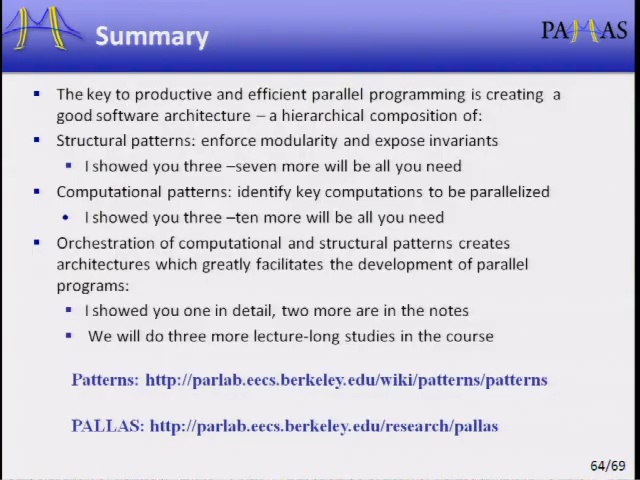 Summary
PALLAS
The key to productive and efficient parallel programming is creating a
good software architecture – a hierarchical composition of:
Structural patterns: enforce modularity and expose invariants
I showed you three –seven more will be all you need
Computational patterns: identify key computations to be parallelized
I showed you three –ten more will be all you need
Orchestration of computational and structural patterns creates
architectures which greatly facilitates the development of parallel
programs:
I showed you one in detail, two more are in the notes
We will do three more lecture-long studies in the course
Patterns: http://parlab.eecs.berkeley.edu/wiki/patterns/patterns
PALLAS: http://parlab.eecs.berkeley.edu/research/pallas
64/69